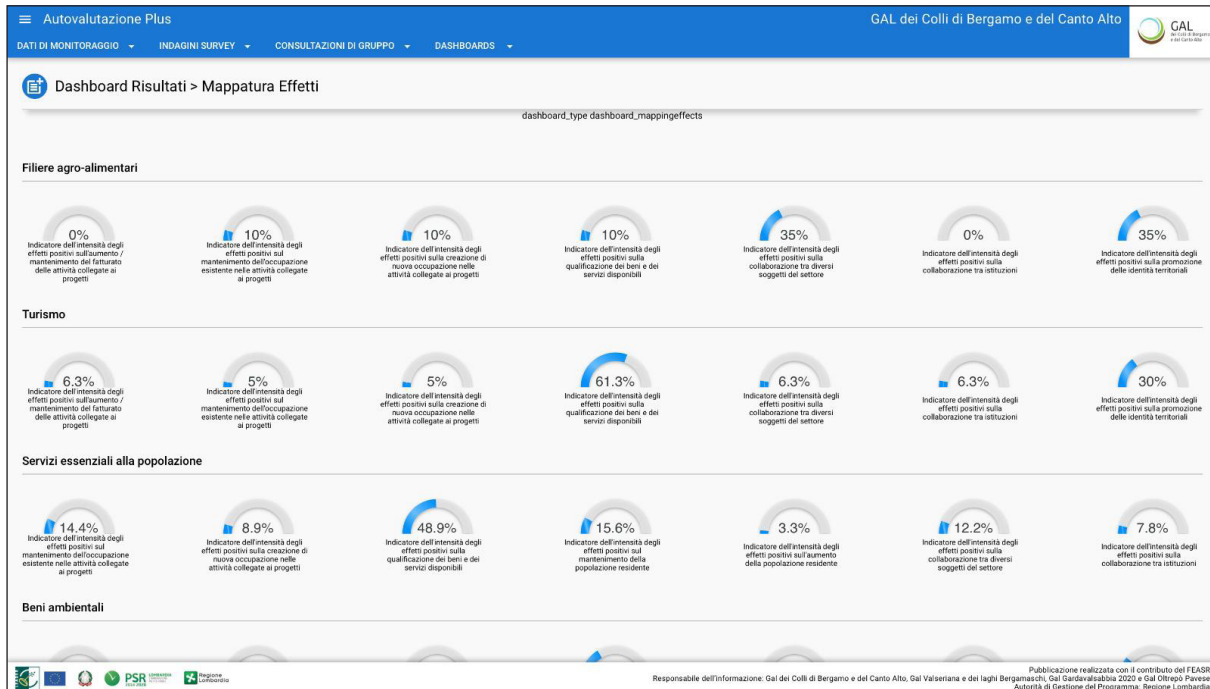 Autovalutazione Plus
GAL dei Colli di Bergamo e del Canto Alto
GAL
dei Colli di Bergamo
e del Canto Alto
DATI DI MONITORAGGIO
INDAGINI SURVEY
CONSULTAZIONI DI GRUPPO
DASHBOARDS
Dashboard Risultati > Mappatura Effetti
dashboard_type dashboard_mappingeffects
Filiere agro-alimentari
0%
Indicatore dell'intensità degli
effetti positivi sull'aumento /
mantenimento del fatturato
delle attività collegate ai
progetti
10%
Indicatore dell'intensità degli
effetti positivi sul
mantenimento dell'occupazione
esistente nelle attività collegate
ai progetti
10%
Indicatore dell'intensità degli
effetti positivi sulla creazione di
nuova occupazione nelle
attività collegate ai progetti
10%
Indicatore dell'intensità degli
effetti positivi sulla
qualificazione dei beni e dei
servizi disponibili
35%
Indicatore dell'intensità degli
effetti positivi sulla
collaborazione tra diversi
soggetti del settore
0%
Indicatore dell'intensità degli
effetti positivi sulla
collaborazione tra istituzioni
35%
Indicatore dell'intensità degli
effetti positivi sulla promozione
delle identità territoriali
Turismo
6.3%
Indicatore dell'intensità degli
effetti positivi sull'aumento /
mantenimento del fatturato
delle attività collegate ai
progetti
5%
Indicatore dell'intensità degli
effetti positivi sul
mantenimento dell'occupazione
esistente nelle attività collegate
ai progetti
5%
Indicatore dell'intensità degli
effetti positivi sulla creazione di
nuova occupazione nelle
attività collegate ai progetti
61.3%
Indicatore dell'intensità degli
effetti positivi sulla
qualificazione dei beni e dei
servizi disponibili
6.3%
Indicatore dell'intensità degli
effetti positivi sulla
collaborazione tra diversi
soggetti del settore
6.3%
Indicatore dell'intensità degli
effetti positivi sulla
collaborazione tra istituzioni
30%
Indicatore dell'intensità degli
effetti positivi sulla promozione
delle identità territoriali
Servizi essenziali alla popolazione
14.4%
Indicatore dell'intensità degli
effetti positivi sul
mantenimento dell'occupazione
esistente nelle attività collegate
ai progetti
8.9%
Indicatore dell'intensità degli
effetti positivi sulla creazione di
nuova occupazione nelle
attività collegate ai progetti
48.9%
Indicatore dell'intensità degli
effetti positivi sulla
qualificazione dei beni e dei
servizi disponibili
15.6%
Indicatore dell'intensità degli
effetti positivi sul
mantenimento della
popolazione residente
3.3%
Indicatore dell'intensità degli
effetti positivi sull'aumento
della popolazione residente
12.2%
Indicatore dell'intensità degli
effetti positivi sulla
collaborazione tra diversi
soggetti del settore
7.8%
Indicatore dell'intensità degli
effetti positivi sulla
collaborazione tra istituzioni
Beni ambientali
PSR
2014 2020
LOMBARDIA
Regione
Lombardia
Pubblicazione realizzata con il contributo del FEASR
Responsabile dell'informazione: Gal dei Colli di Bergamo e del Canto Alto, Gal Valseriana e dei laghi Bergamaschi, Gal Gardavalsabbia 2020 e Gal Oltrepò Pavese
Autorità di Gestione del Programma: Regione Lombardia